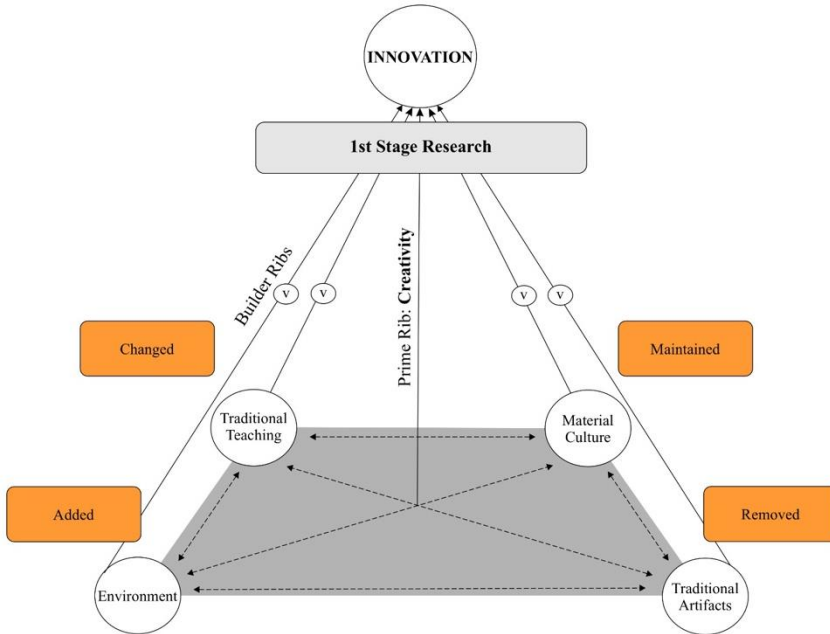 INNOVATION
1st Stage Research
Builder Ribs
Prime Rib: Creativity
v
v
v
v
Changed
Maintained
Traditional
Teaching
Material
Culture
Added
Removed
Environment
Traditional
Artifacts